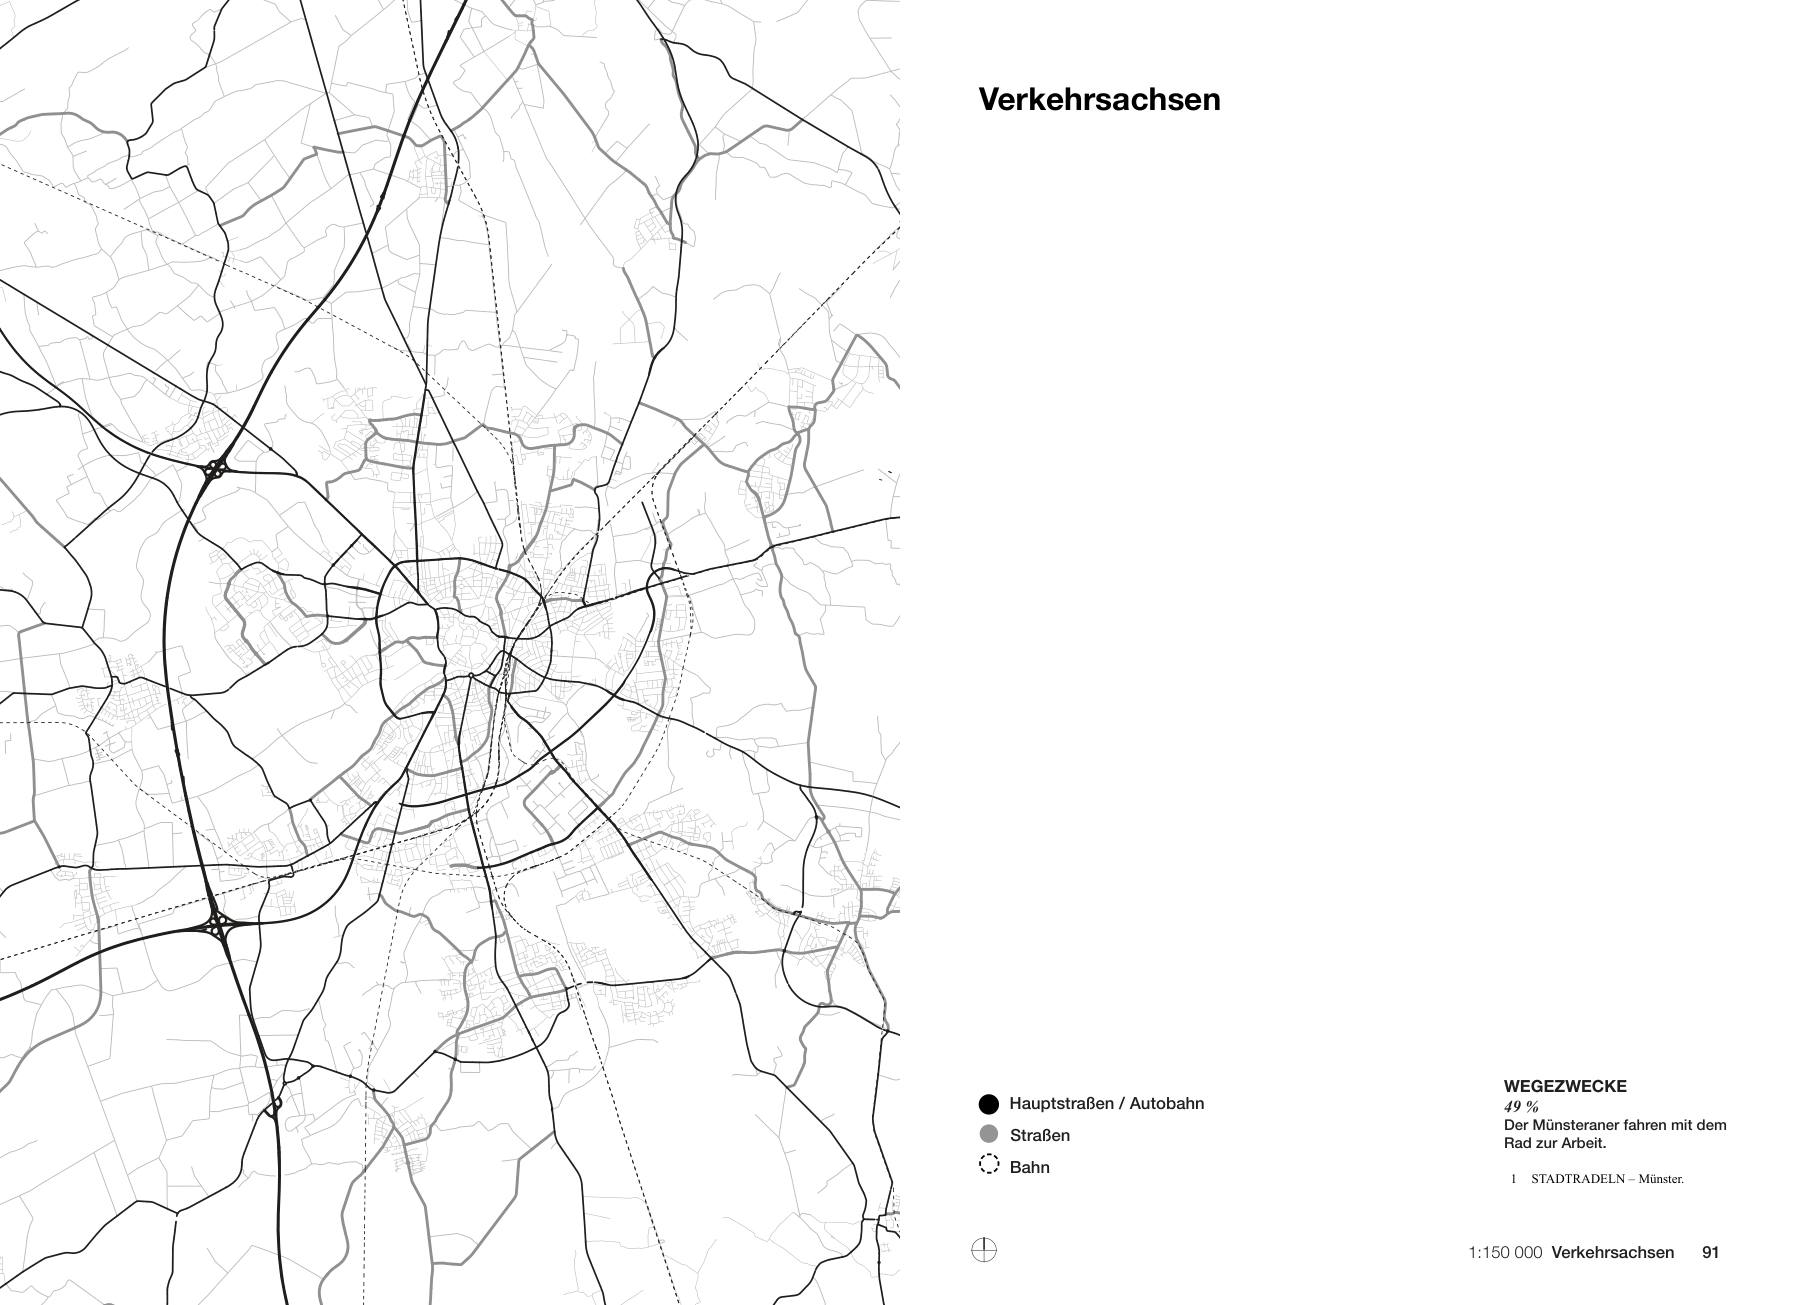 Verkehrsachsen
Hauptstraßen / Autobahn
Straßen
Bahn
WEGEZWECKE
49 %
Der Münsteraner fahren mit dem
Rad zur Arbeit.
1 STADTRADELN – Münster.
1:150 000 Verkehrsachsen 91